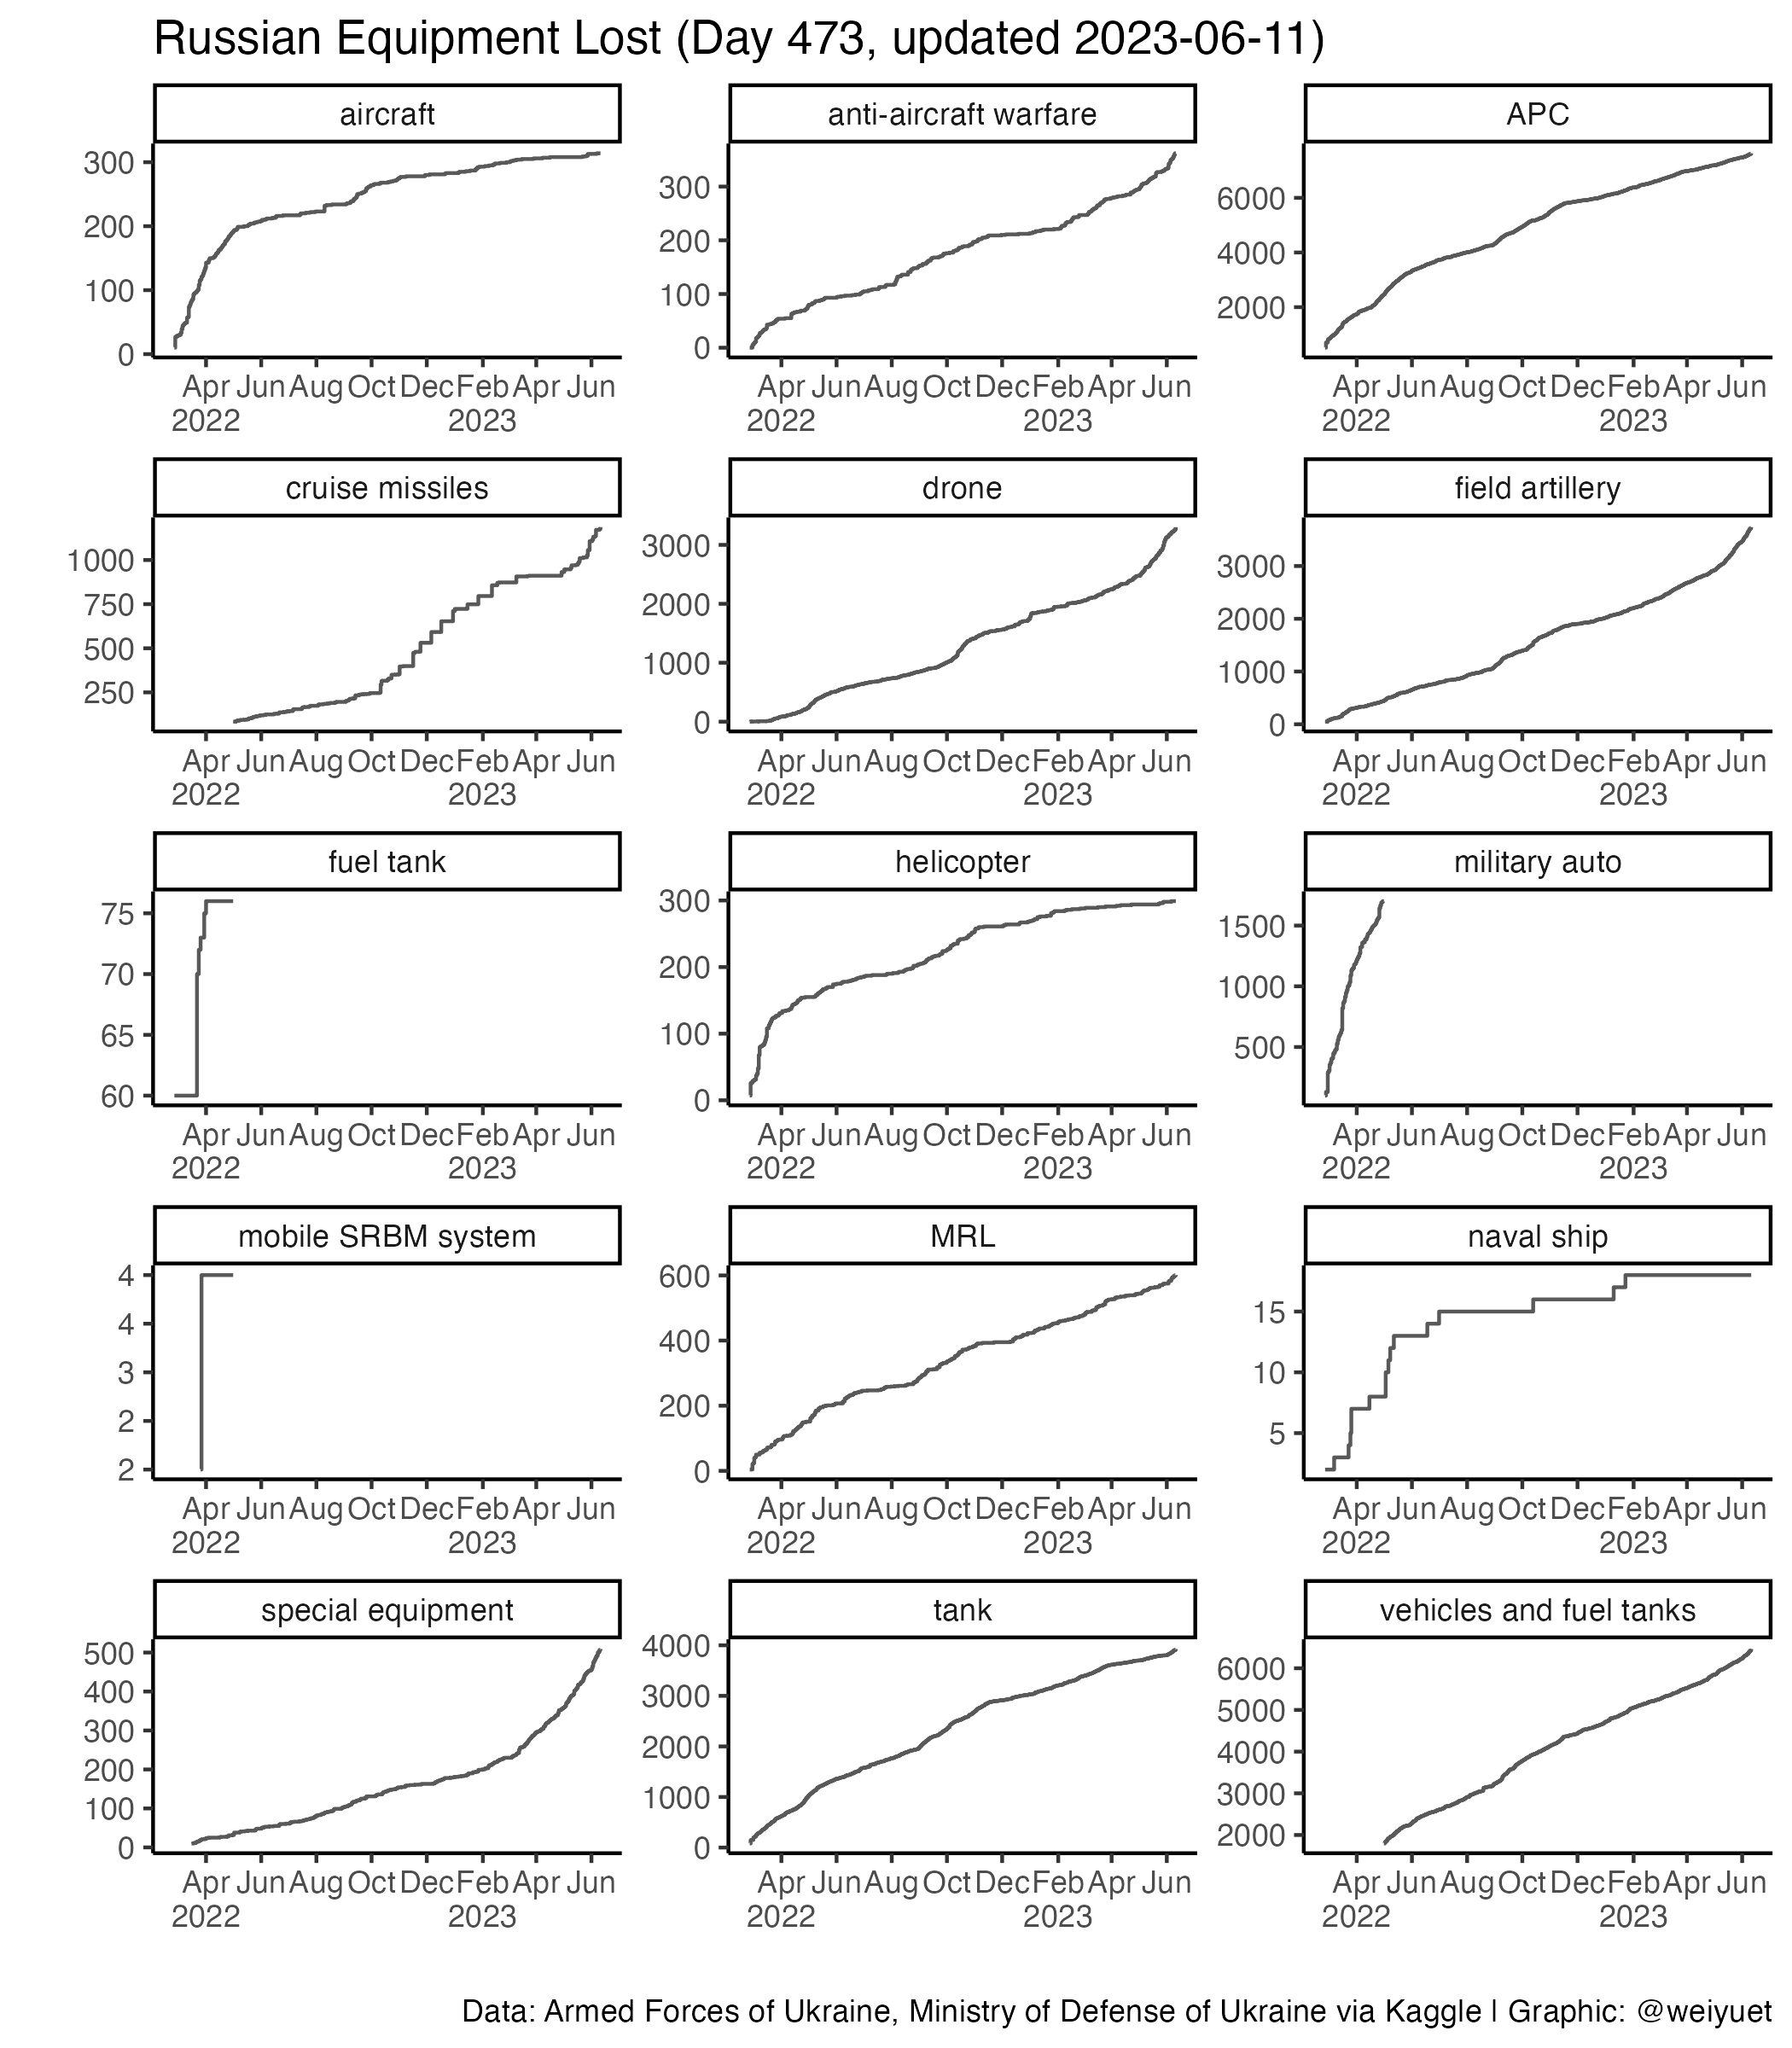 Russian Equipment Lost (Day 473, updated 2023-06-11)
aircraft
300
200
100
0
Apr Jun Aug Oct Dec Feb Apr Jun
2022 2023
anti-aircraft warfare
300
200
100
0
Apr Jun Aug Oct Dec Feb Apr Jun
2022 2023
APC
6000
4000
2000
Apr Jun Aug Oct Dec Feb Apr Jun
2022 2023
cruise missiles
1000
750
500
250
Apr Jun Aug Oct Dec Feb Apr Jun
2022 2023
drone
3000
2000
1000
0
Apr Jun Aug Oct Dec Feb Apr Jun
2022 2023
field artillery
3000
2000
1000
0
Apr Jun Aug Oct Dec Feb Apr Jun
2022 2023
fuel tank
75
70
65
60
Apr Jun Aug Oct Dec Feb Apr Jun
2022 2023
helicopter
300
200
100
0
Apr Jun Aug Oct Dec Feb Apr Jun
2022 2023
military auto
1500
1000
500
Apr Jun Aug Oct Dec Feb Apr Jun
2022 2023
mobile SRBM system
4
4
3
2
2
Apr Jun Aug Oct Dec Feb Apr Jun
2022 2023
MRL
600
400
200
0
Apr Jun Aug Oct Dec Feb Apr Jun
2022 2023
naval ship
15
10
5
Apr Jun Aug Oct Dec Feb Apr Jun
2022 2023
special equipment
500
400
300
200
100
0
Apr Jun Aug Oct Dec Feb Apr Jun
2022 2023
tank
4000
3000
2000
1000
0
Apr Jun Aug Oct Dec Feb Apr Jun
2022 2023
vehicles and fuel tanks
6000
5000
4000
3000
2000
Apr Jun Aug Oct Dec Feb Apr Jun
2022 2023
Data: Armed Forces of Ukraine, Ministry of Defense of Ukraine via Kaggle | Graphic: @weiyuet